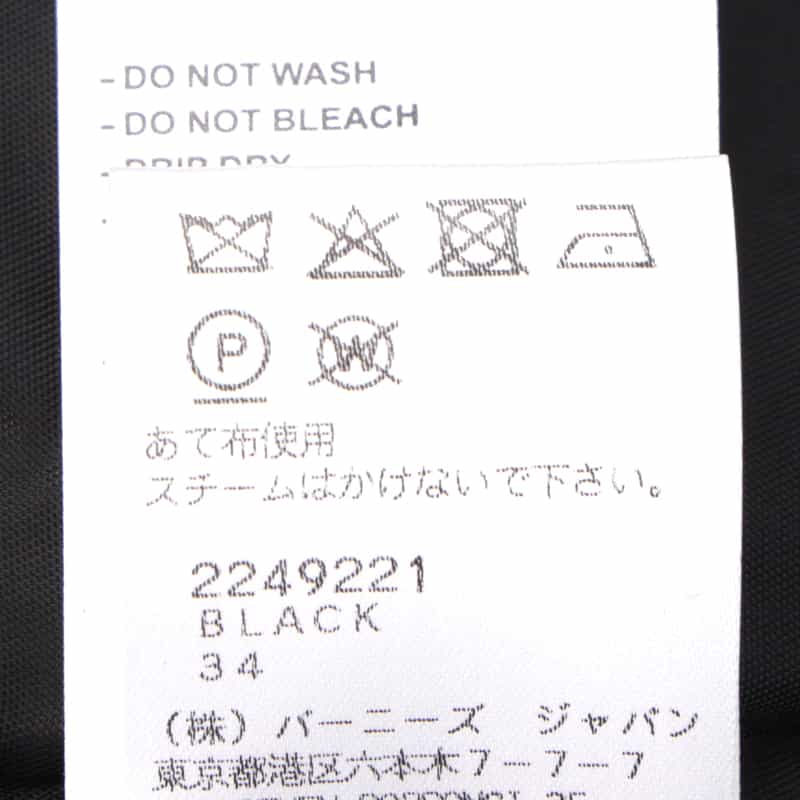 - DO NOT WASH
- DO NOT BLEACH
- DRIP DRY
P
W
あて布使用
スチームはかけないで下さい。
2249221
BLACK
34
(株) バーニーズ ジャパン
東京都港区六本木7-7-7